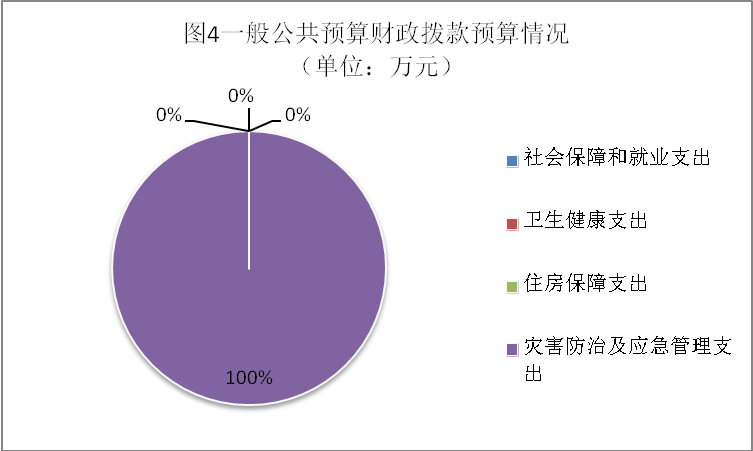 图4一般公共预算财政拨款预算情况
（单位：万元）
0%
0%
0%
100%
社会保障和就业支出
卫生健康支出
住房保障支出
灾害防治及应急管理支
出